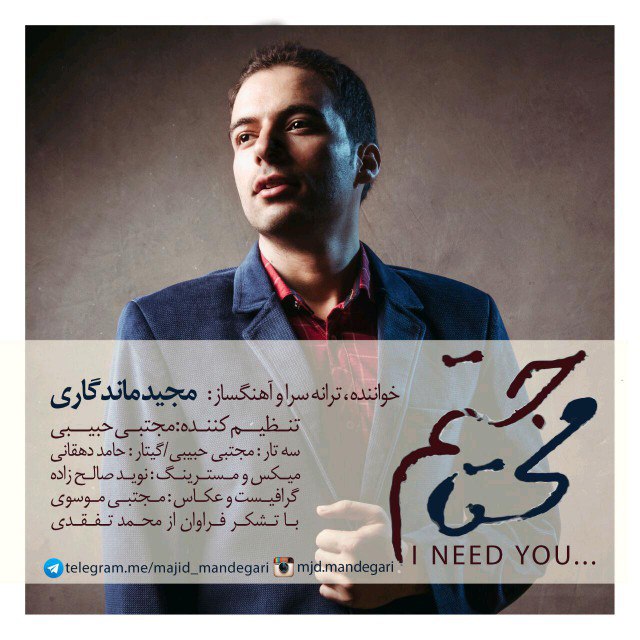 محتاجتم
I NEED YOU...
خواننده، ترانه سرا و آهنگساز: مجید ماندگاری
تنظیم کننده: مجتبی حبیبی
سه تار: مجتبی حبیبی/گیتار: حامد دهقانی
میکس و مسترینگ: نوید صالح زاده
گرافیست و عکاس: مجتبی موسوی
با تشکر فراوان از محمد تفقدی
telegram.me/majid_mandegari mjd.mandegari